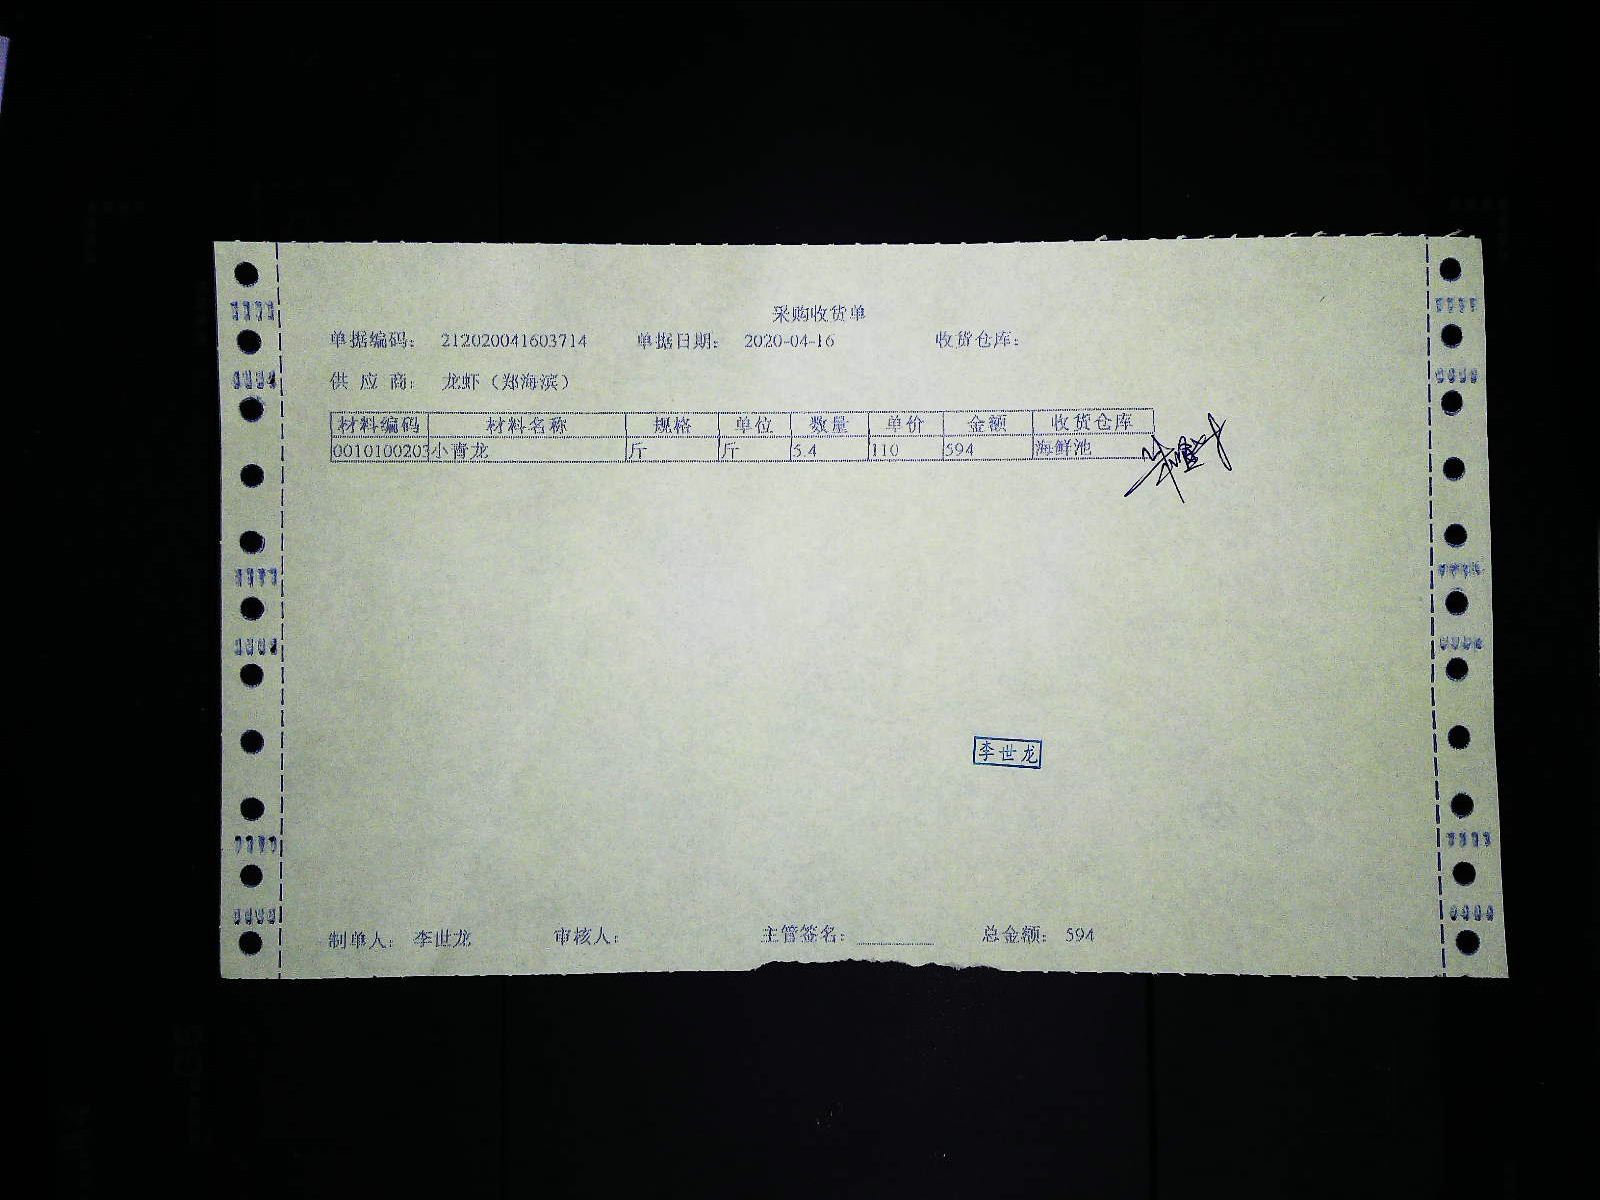 采购收货单
单据编码： 212020041603714 单据日期： 2020-04-16 收货仓库：
供 应 商： 龙虾（郑海滨）
材料编码 材料名称 规格 单位 数量 单价 金额 收货仓库
0010100203 小青龙 斤 斤 5.4 110 594 海鲜池
李世龙
制单人： 李世龙 审核人： 主管签名： 总金额： 594